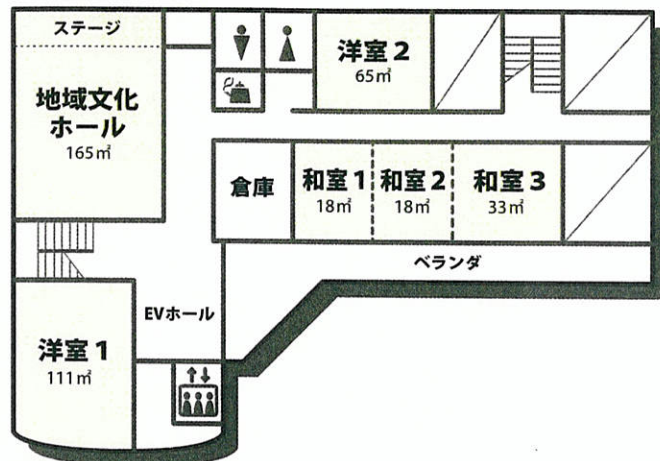 ステージ
地域文化
ホール
165㎡
洋室2
65㎡
倉庫
和室1
18㎡
和室2
18㎡
和室3
33㎡
ベランダ
EVホール
洋室1
111㎡